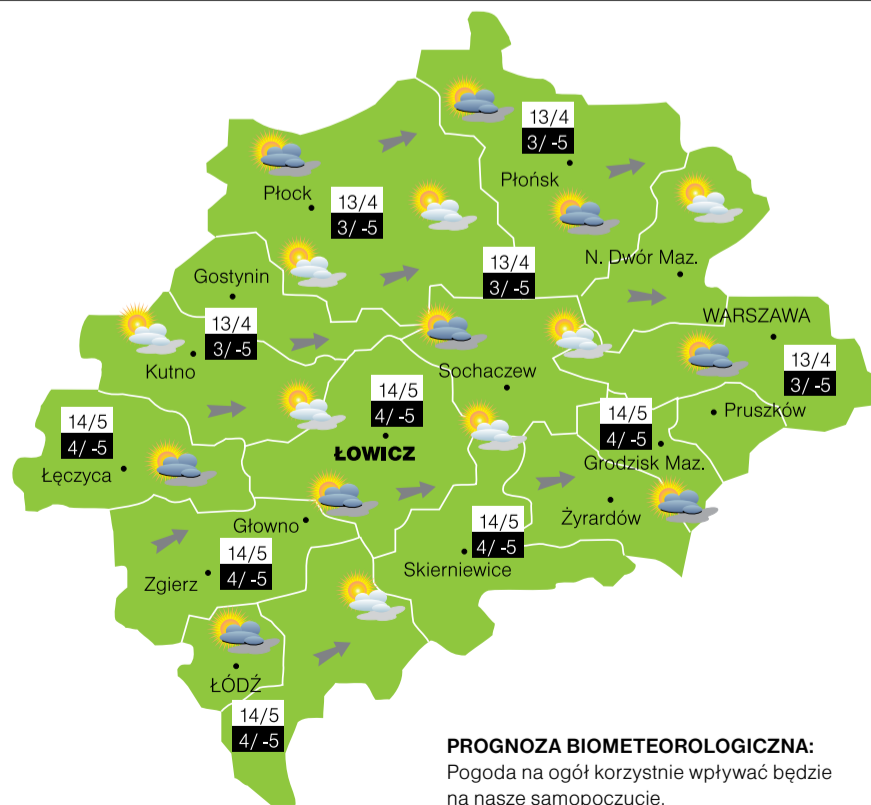 13/4
3/ -5
Płońsk
Płock
13/4
3/ -5
N. Dwór Maz.
13/4
3/ -5
Gostynin
WARSZAWA
13/4
3/ -5
Kutno
13/4
3/ -5
Sochaczew
14/5
4/ -5
ŁOWICZ
14/5
4/ -5
Łęczyca
Pruszków
14/5
4/ -5
Grodzisk Maz.
Żyrardów
Głowno
14/5
4/ -5
Skierniewice
14/5
4/ -5
Zgierz
ŁÓDŹ
14/5
4/ -5
PROGNOZA BIOMETEOROLOGICZNA:
Pogoda na ogół korzystnie wpływać będzie
na nasze samopoczucie.